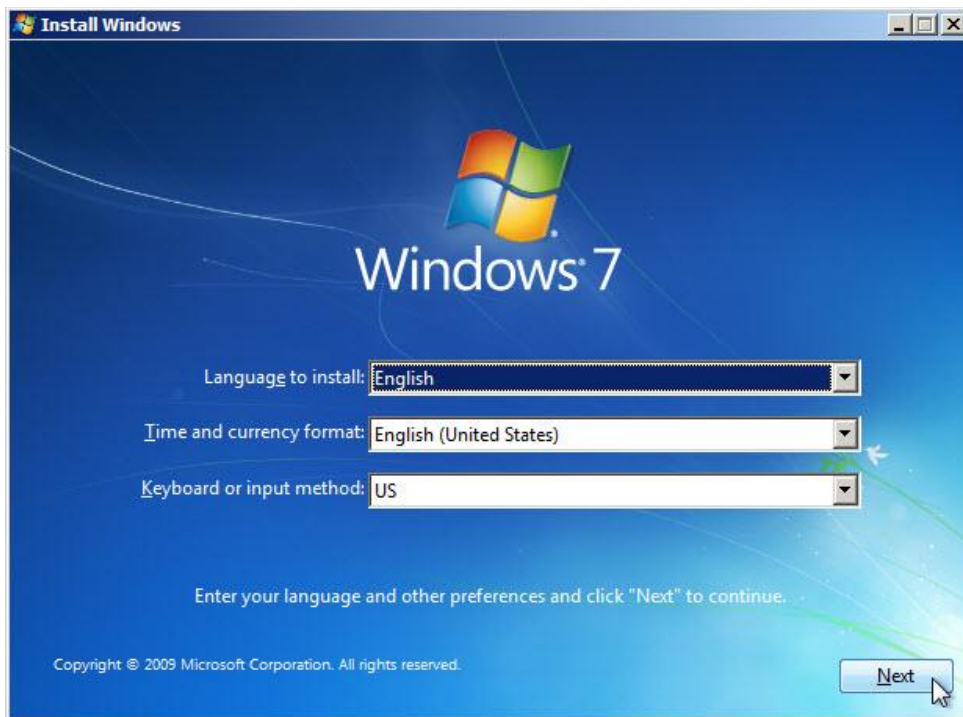 Install Windows
Windows® 7
Language to install: English
Time and currency format: English (United States)
Keyboard or input method: US
Enter your language and other preferences and click "Next" to continue.
Copyright © 2009 Microsoft Corporation. All rights reserved.
Next